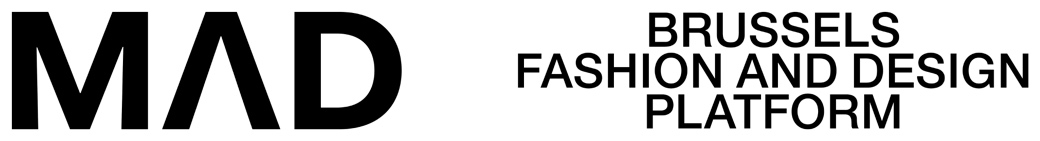 MAD
BRUSSELS
FASHION AND DESIGN
PLATFORM